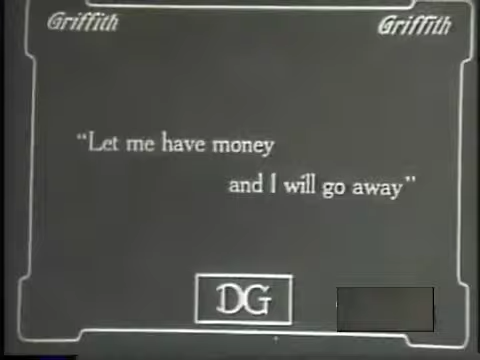 Griffith Griffith
“Let me have money
and I will go away”
DG